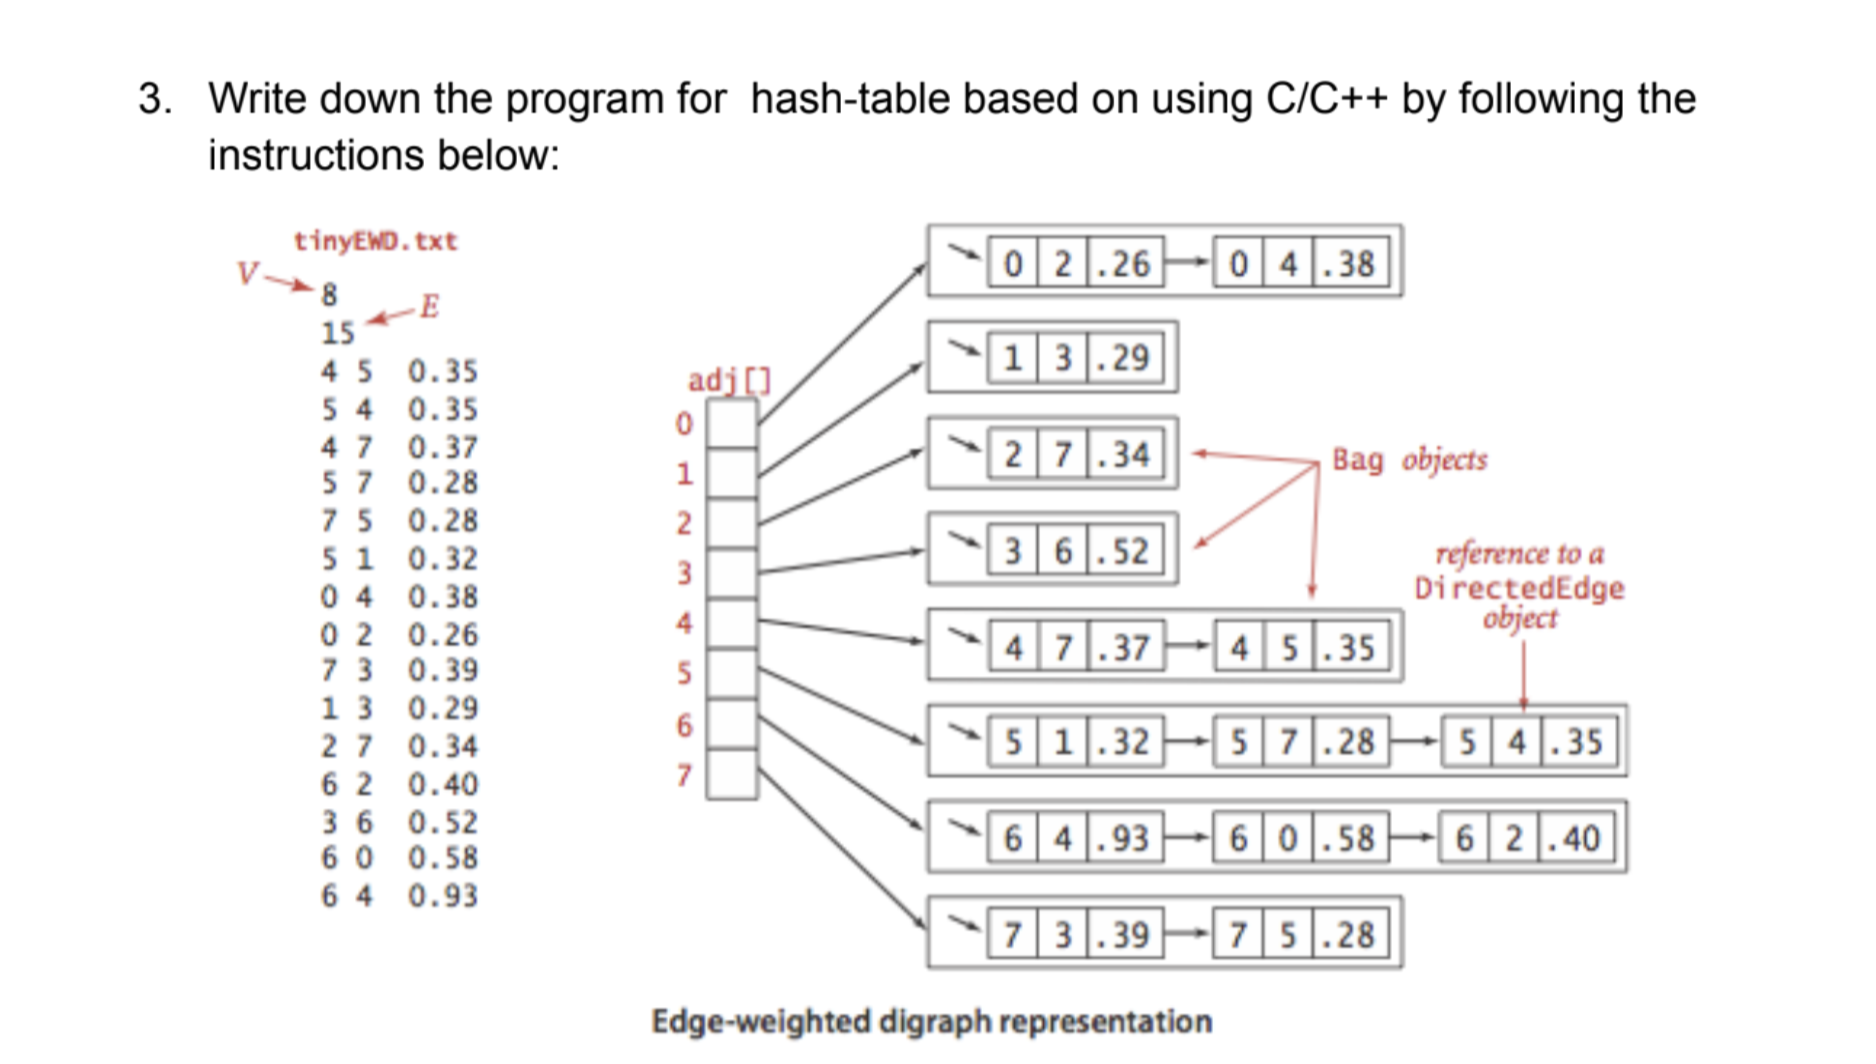 3. Write down the program for hash-table based on using C/C++ by following the
instructions below:
tinyEWD.txt
V
8
E
15
4 5 0.35
5 4 0.35
4 7 0.37
5 7 0.28
7 5 0.28
5 1 0.32
0 4 0.38
0 2 0.26
7 3 0.39
1 3 0.29
2 7 0.34
6 2 0.40
3 6 0.52
6 0 0.58
6 4 0.93
adj[]
0
1
2
3
4
5
6
7
0 2 .26 0 4 .38
1 3 .29
2 7 .34
Bag objects
3 6 .52
reference to a
DirectedEdge
object
4 7 .37 4 5 .35
5 1 .32 5 7 .28 5 4 .35
6 4 .93 6 0 .58 6 2 .40
7 3 .39 7 5 .28
Edge-weighted digraph representation